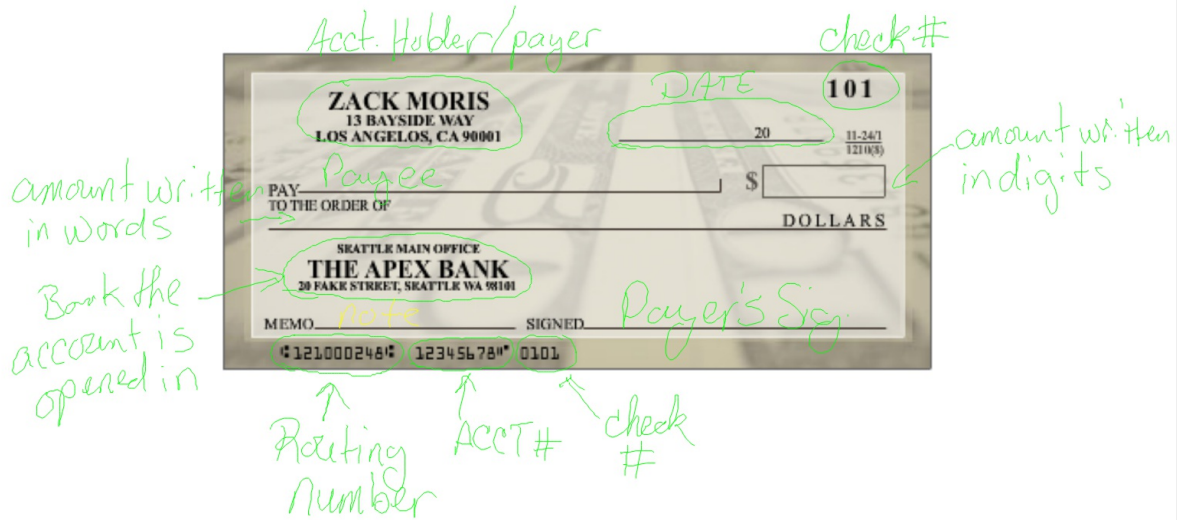 Acct. Holder/payer
check #
ZACK MORIS
13 BAYSIDE WAY
LOS ANGELOS, CA 90001
DATE
101
20
11-24/1
1210(8)
amount written
in digits
amount written
in words
PAY Payee
$
TO THE ORDER OF
DOLLARS
SEATTLE MAIN OFFICE
THE APEX BANK
20 FAKE STREET, SEATTLE WA 98101
Bank the
account is
opened in
MEMO note
SIGNED Payer's Sig.
⑆121000248⑆ 12345678⑈ 0101
Routing
number
ACCT #
check
#